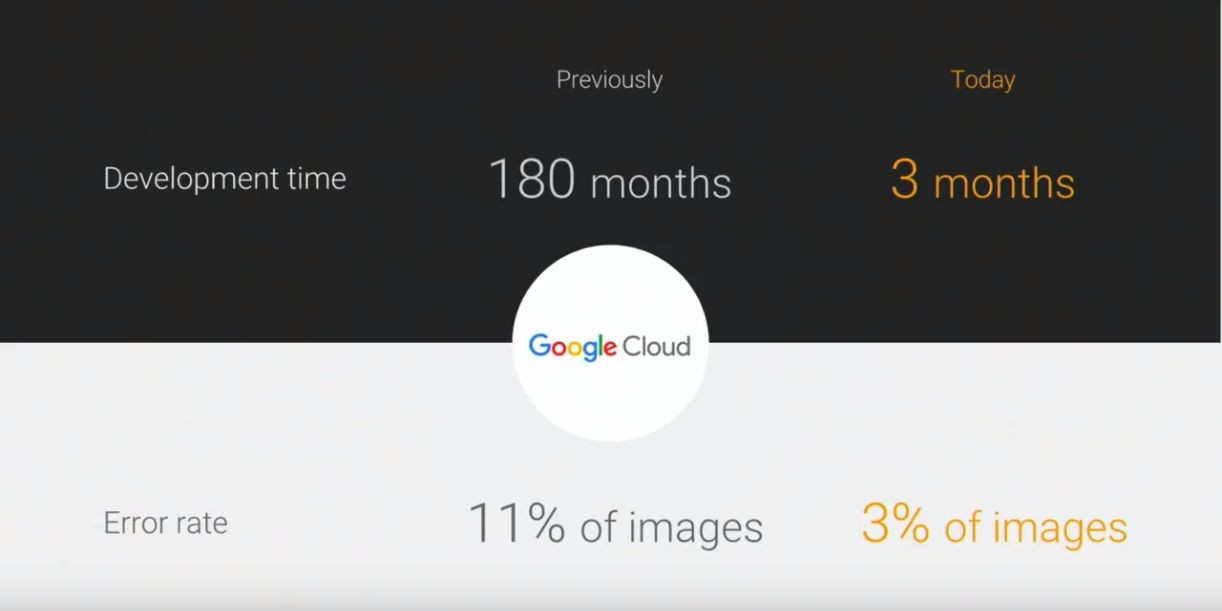 Previously Today
Development time 180 months 3 months
Google Cloud
Error rate 11% of images 3% of images